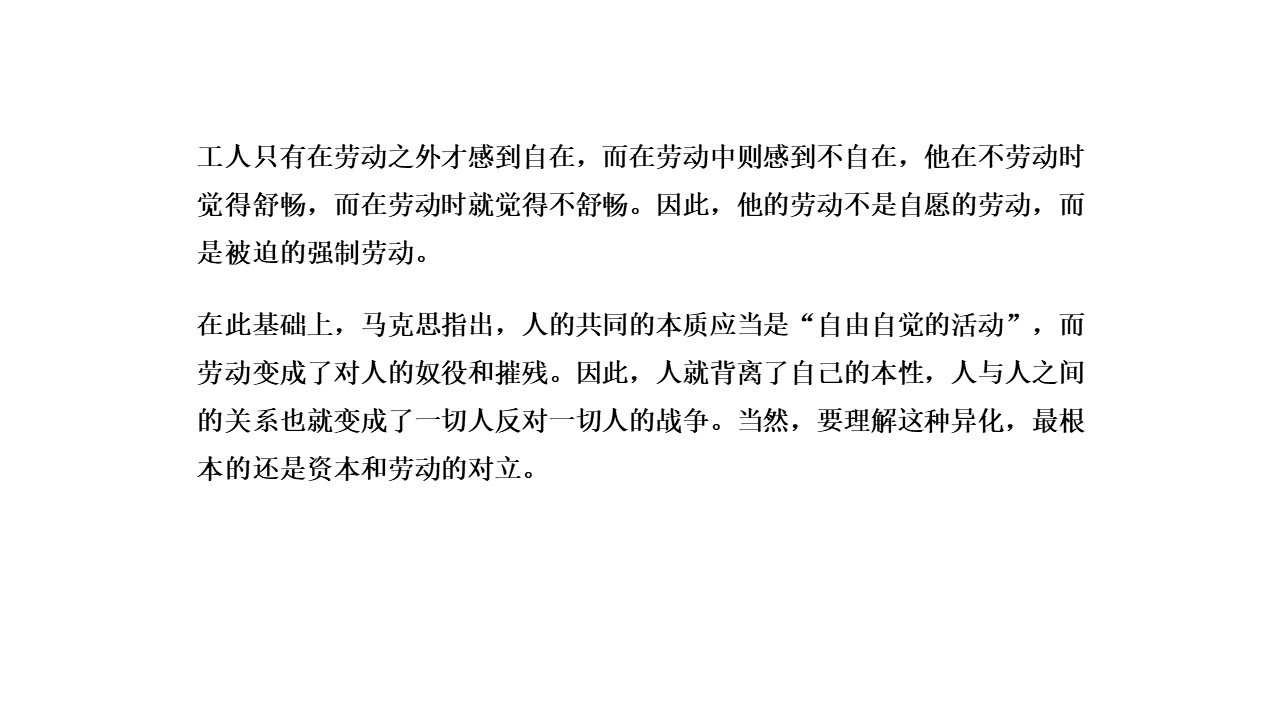 工人只有在劳动之外才感到自在，而在劳动中则感到不自在，他在不劳动时
觉得舒畅，而在劳动时就觉得不舒畅。因此，他的劳动不是自愿的劳动，而
是被迫的强制劳动。
在此基础上，马克思指出，人的共同的本质应当是“自由自觉的活动”，而
劳动变成了对人的奴役和摧残。因此，人就背离了自己的本性，人与人之间
的关系也就变成了一切人反对一切人的战争。当然，要理解这种异化，最根
本的还是资本和劳动的对立。